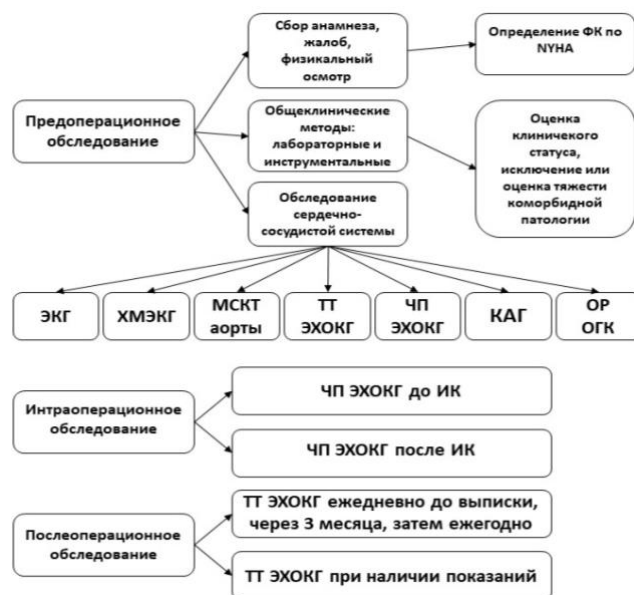 Сбор анамнеза,
жалоб,
физикальный
осмотр
Определение ФК по
NYHA
Предоперационное
обследование
Общеклинические
методы:
лабораторные и
инструментальные
Оценка
клиничекого
статуса,
исключение или
оценка тяжести
коморбидной
патологии
Обследование
сердечно-
сосудистой системы
ЭКГ
ХМЭКГ
МСКТ
аорты
ТТ
ЭХОКГ
ЧП
ЭХОКГ
КАГ
ОР
ОГК
Интраоперационное
обследование
ЧП ЭХОКГ до ИК
ЧП ЭХОКГ после ИК
Послеоперационное
обследование
ТТ ЭХОКГ ежедневно до выписки,
через 3 месяца, затем ежегодно
ТТ ЭХОКГ при наличии показаний